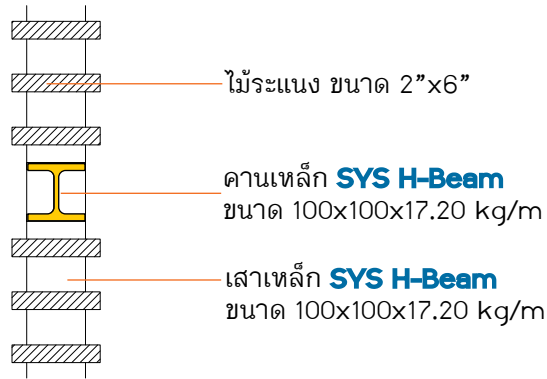 ไม้ระแนง ขนาด 2”x6”
คานเหล็ก SYS H-Beam
ขนาด 100x100x17.20 kg/m
เสาเหล็ก SYS H-Beam
ขนาด 100x100x17.20 kg/m